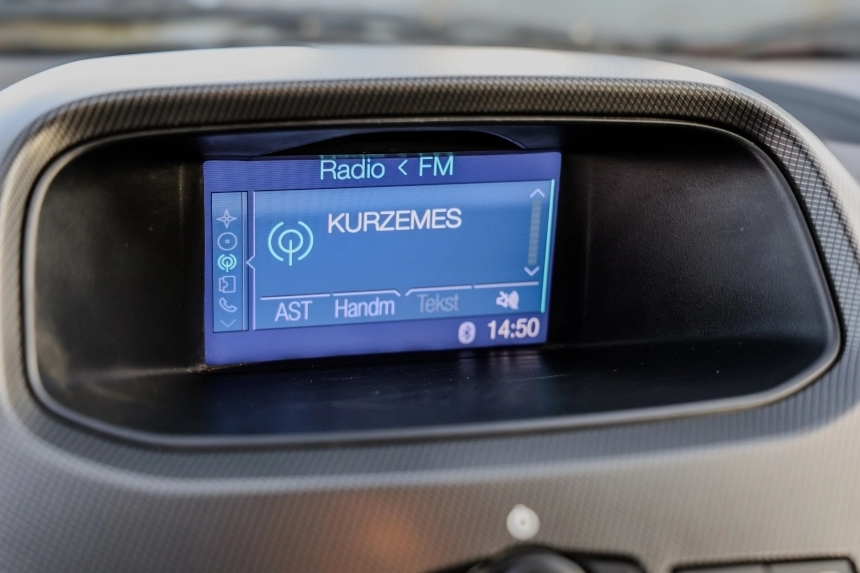 Radio < FM
KURZEMES
AST Handm Tekst
14:50